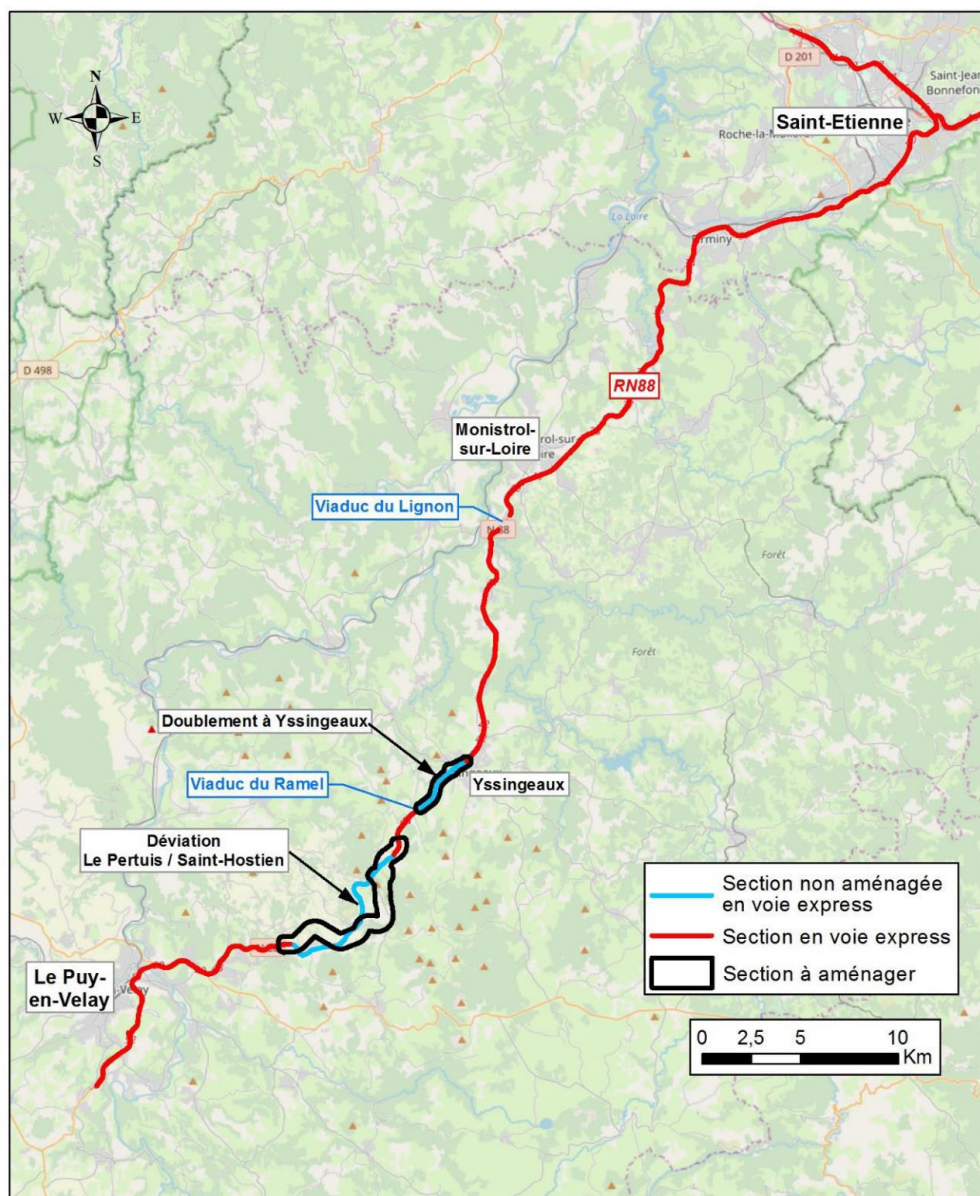 N
W E
S
D 201
Saint-Jean
Bonnefon
Saint-Etienne
Roche-la-Molière
La Loire
Firminy
D 498
RN88
Monistrol-
sur-Loire
Viaduc du Lignon
N 88
Forêt
Forêt
Doublement à Yssingeaux
Viaduc du Ramel
Yssingeaux
Déviation
Le Pertuis / Saint-Hostien
Section non aménagée
en voie express
Section en voie express
Section à aménager
Le Puy-
en-Velay
0 2,5 5 10
Km